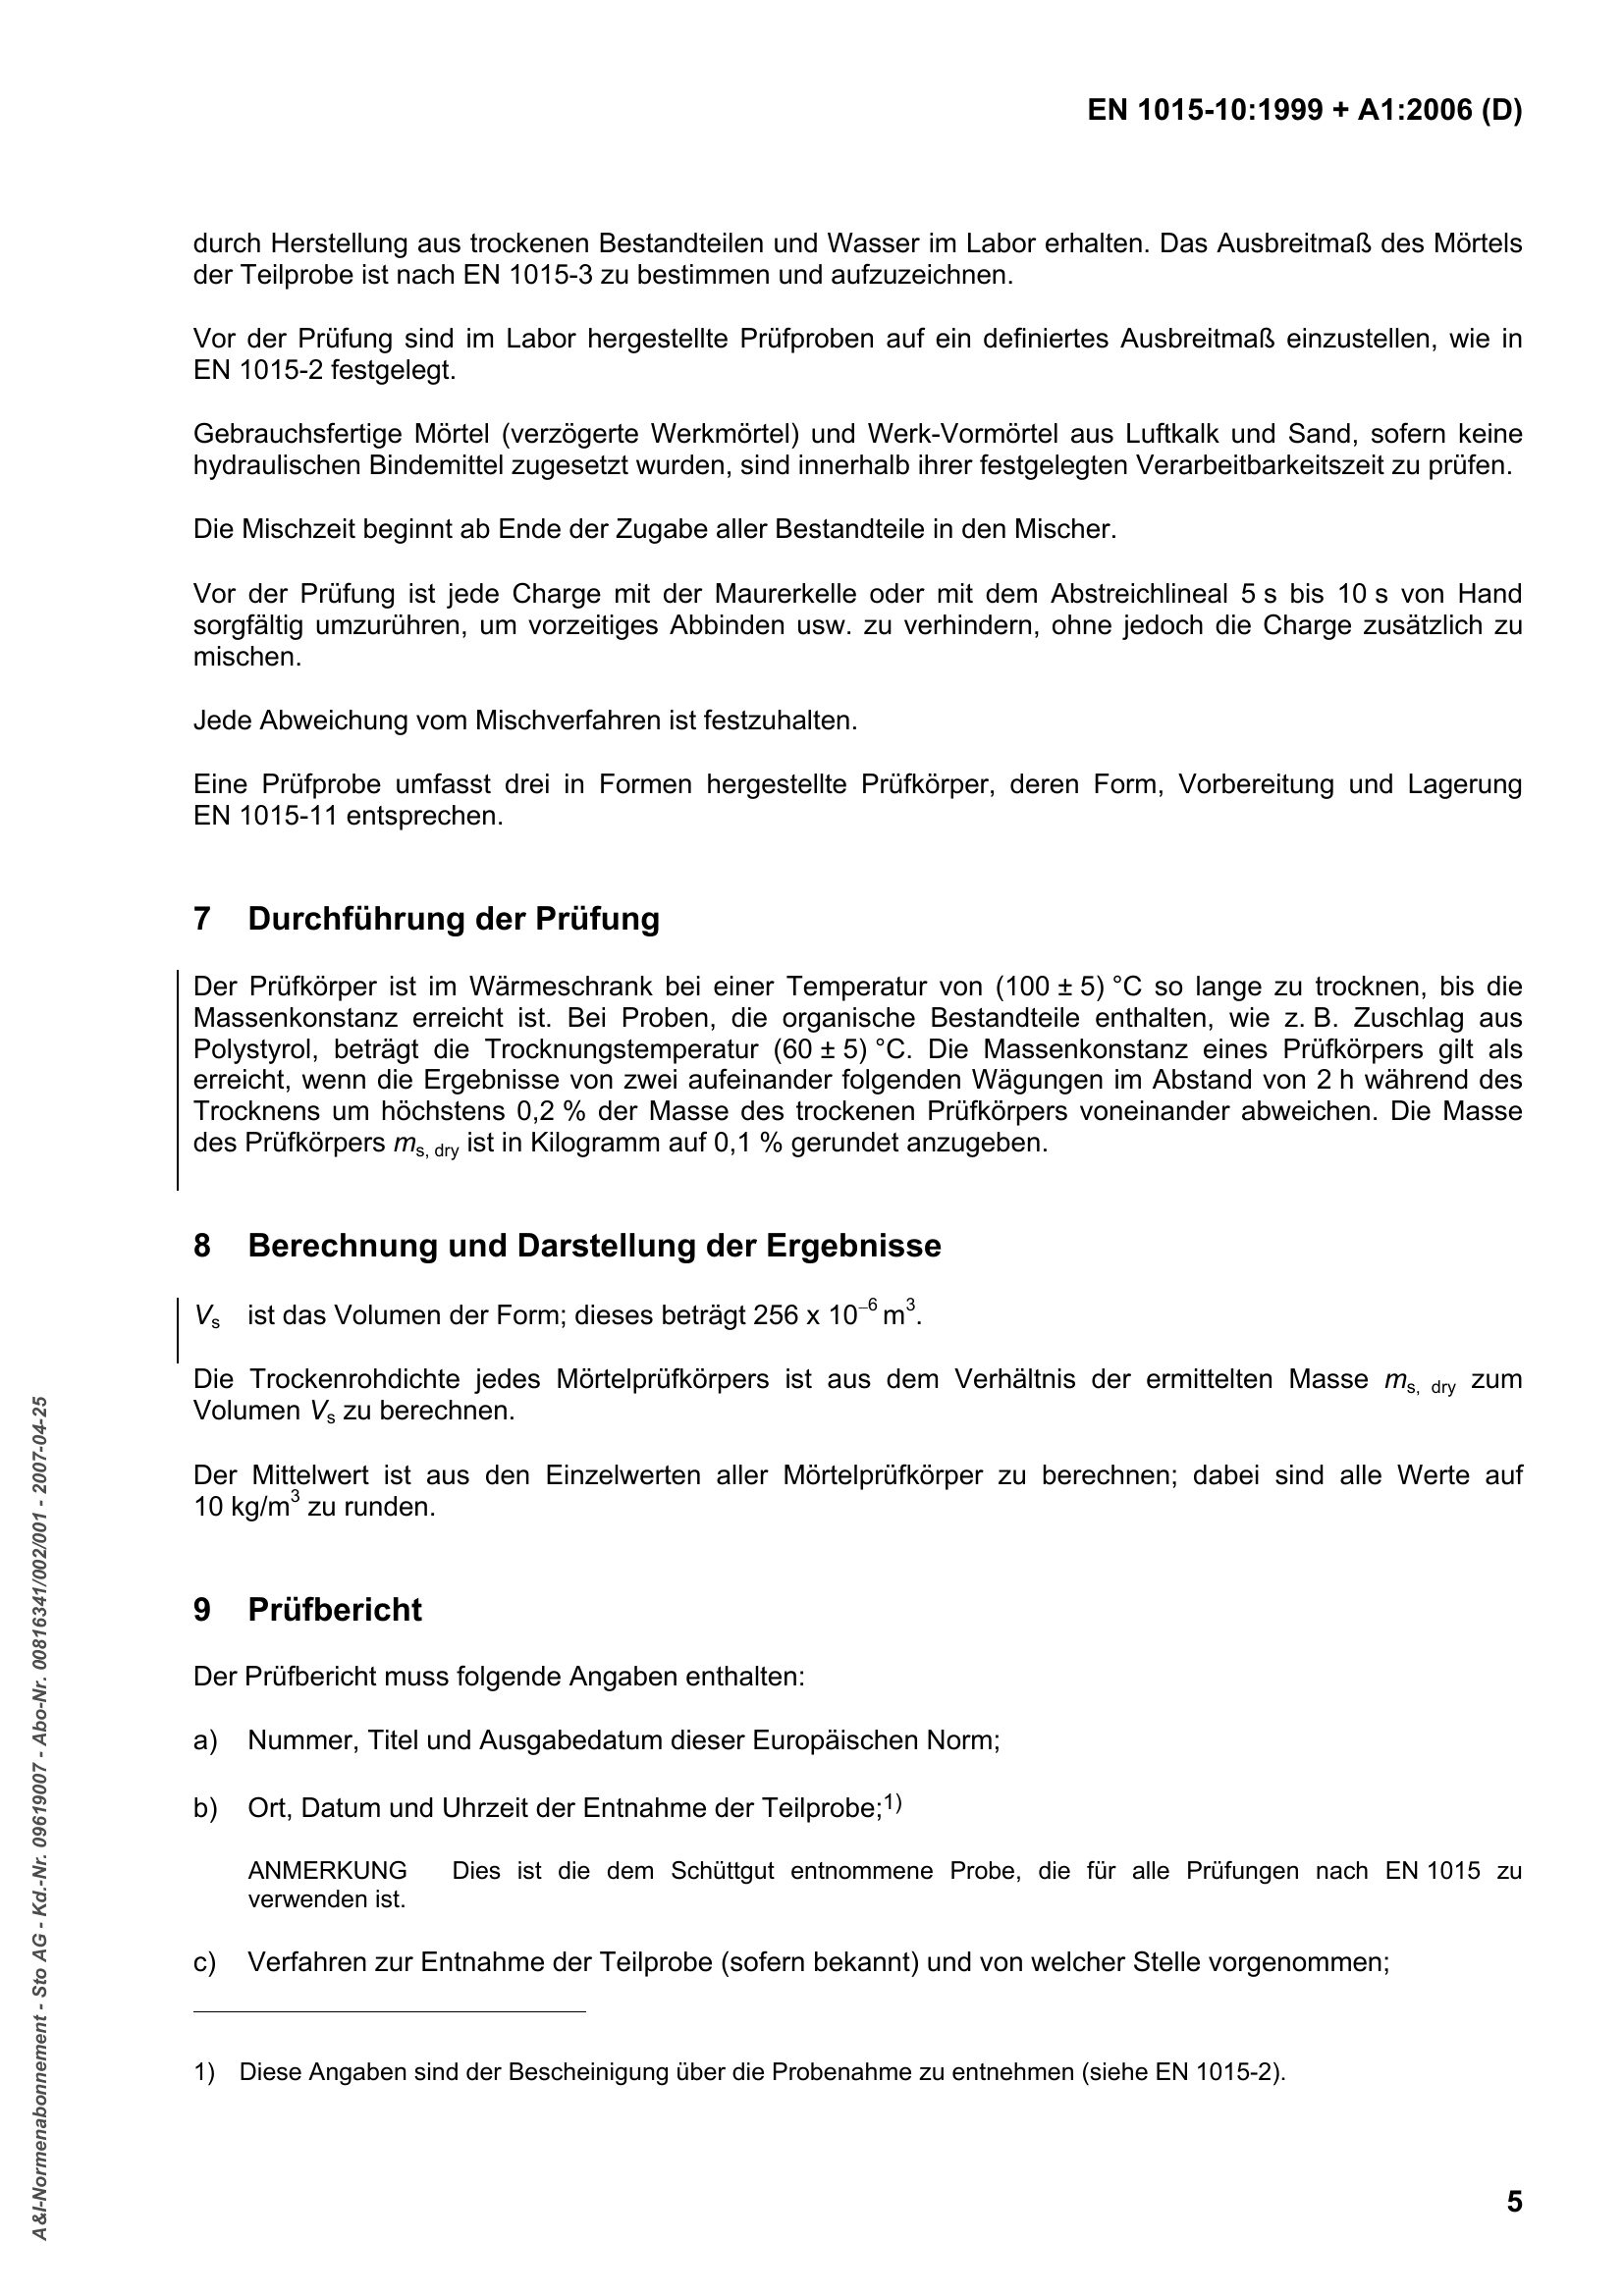 EN 1015-10:1999 + A1:2006 (D)
durch Herstellung aus trockenen Bestandteilen und Wasser im Labor erhalten. Das Ausbreitmaß des Mörtels
der Teilprobe ist nach EN 1015-3 zu bestimmen und aufzuzeichnen.
Vor der Prüfung sind im Labor hergestellte Prüfproben auf ein definiertes Ausbreitmaß einzustellen, wie in
EN 1015-2 festgelegt.
Gebrauchsfertige Mörtel (verzögerte Werkmörtel) und Werk-Vormörtel aus Luftkalk und Sand, sofern keine
hydraulischen Bindemittel zugesetzt wurden, sind innerhalb ihrer festgelegten Verarbeitbarkeitszeit zu prüfen.
Die Mischzeit beginnt ab Ende der Zugabe aller Bestandteile in den Mischer.
Vor der Prüfung ist jede Charge mit der Maurerkelle oder mit dem Abstreichlineal 5 s bis 10 s von Hand
sorgfältig umzurühren, um vorzeitiges Abbinden usw. zu verhindern, ohne jedoch die Charge zusätzlich zu
mischen.
Jede Abweichung vom Mischverfahren ist festzuhalten.
Eine Prüfprobe umfasst drei in Formen hergestellte Prüfkörper, deren Form, Vorbereitung und Lagerung
EN 1015-11 entsprechen.
7 Durchführung der Prüfung
Der Prüfkörper ist im Wärmeschrank bei einer Temperatur von (100 ± 5) °C so lange zu trocknen, bis die
Massenkonstanz erreicht ist. Bei Proben, die organische Bestandteile enthalten, wie z. B. Zuschlag aus
Polystyrol, beträgt die Trocknungstemperatur (60 ± 5) °C. Die Massenkonstanz eines Prüfkörpers gilt als
erreicht, wenn die Ergebnisse von zwei aufeinander folgenden Wägungen im Abstand von 2 h während des
Trocknens um höchstens 0,2 % der Masse des trockenen Prüfkörpers voneinander abweichen. Die Masse
des Prüfkörpers m s, dry ist in Kilogramm auf 0,1 % gerundet anzugeben.
8 Berechnung und Darstellung der Ergebnisse
Vs ist das Volumen der Form; dieses beträgt 256 x 10⁻⁶ m³.
Die Trockenrohdichte jedes Mörtelprüfkörpers ist aus dem Verhältnis der ermittelten Masse m s, dry zum
Volumen Vs zu berechnen.
Der Mittelwert ist aus den Einzelwerten aller Mörtelprüfkörper zu berechnen; dabei sind alle Werte auf
10 kg/m³ zu runden.
9 Prüfbericht
Der Prüfbericht muss folgende Angaben enthalten:
a) Nummer, Titel und Ausgabedatum dieser Europäischen Norm;
b) Ort, Datum und Uhrzeit der Entnahme der Teilprobe;1)
ANMERKUNG Dies ist die dem Schüttgut entnommene Probe, die für alle Prüfungen nach EN 1015 zu
verwenden ist.
c) Verfahren zur Entnahme der Teilprobe (sofern bekannt) und von welcher Stelle vorgenommen;
1) Diese Angaben sind der Bescheinigung über die Probenahme zu entnehmen (siehe EN 1015-2).
5
A&I-Normenabonnement - Sto AG - Kd.-Nr. 09619007 - Abo-Nr. 00816341/002/001 - 2007-04-25